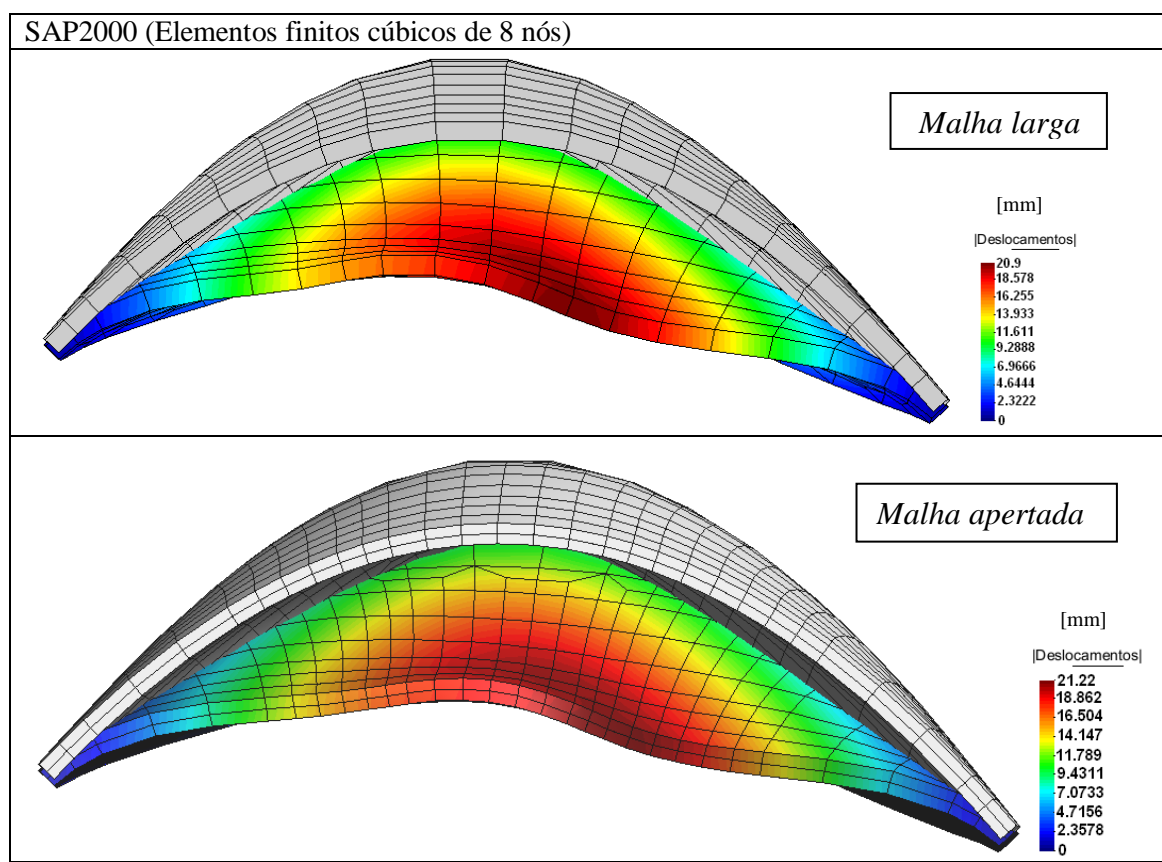 SAP2000 (Elementos finitos cúbicos de 8 nós)
Malha larga
[mm]
|Deslocamentos|
20.9
18.578
16.255
13.933
11.611
9.2888
6.9666
4.6444
2.3222
0
Malha apertada
[mm]
|Deslocamentos|
21.22
18.862
16.504
14.147
11.789
9.4311
7.0733
4.7156
2.3578
0